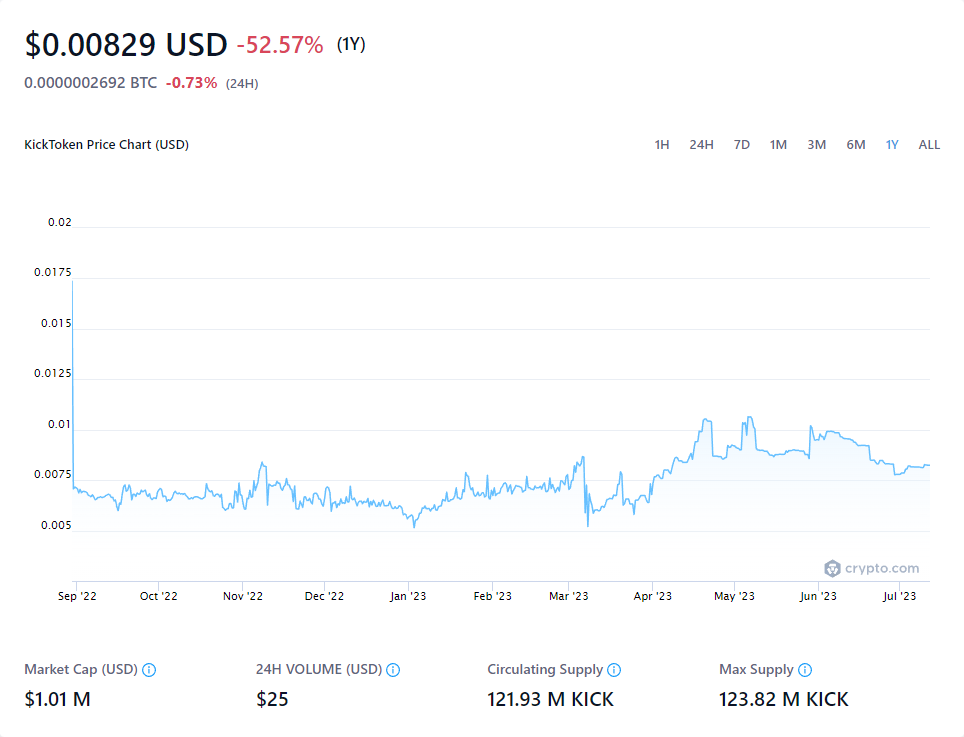 $0.00829 USD -52.57% (1Y)
0.0000002692 BTC -0.73% (24H)
KickToken Price Chart (USD) 1H 24H 7D 1M 3M 6M 1Y ALL
0.02
0.0175
0.015
0.0125
0.01
0.0075
0.005
crypto.com
Sep '22 Oct '22 Nov '22 Dec '22 Jan '23 Feb '23 Mar '23 Apr '23 May '23 Jun '23 Jul '23
Market Cap (USD) 24H VOLUME (USD) Circulating Supply Max Supply
$1.01 M $25 121.93 M KICK 123.82 M KICK